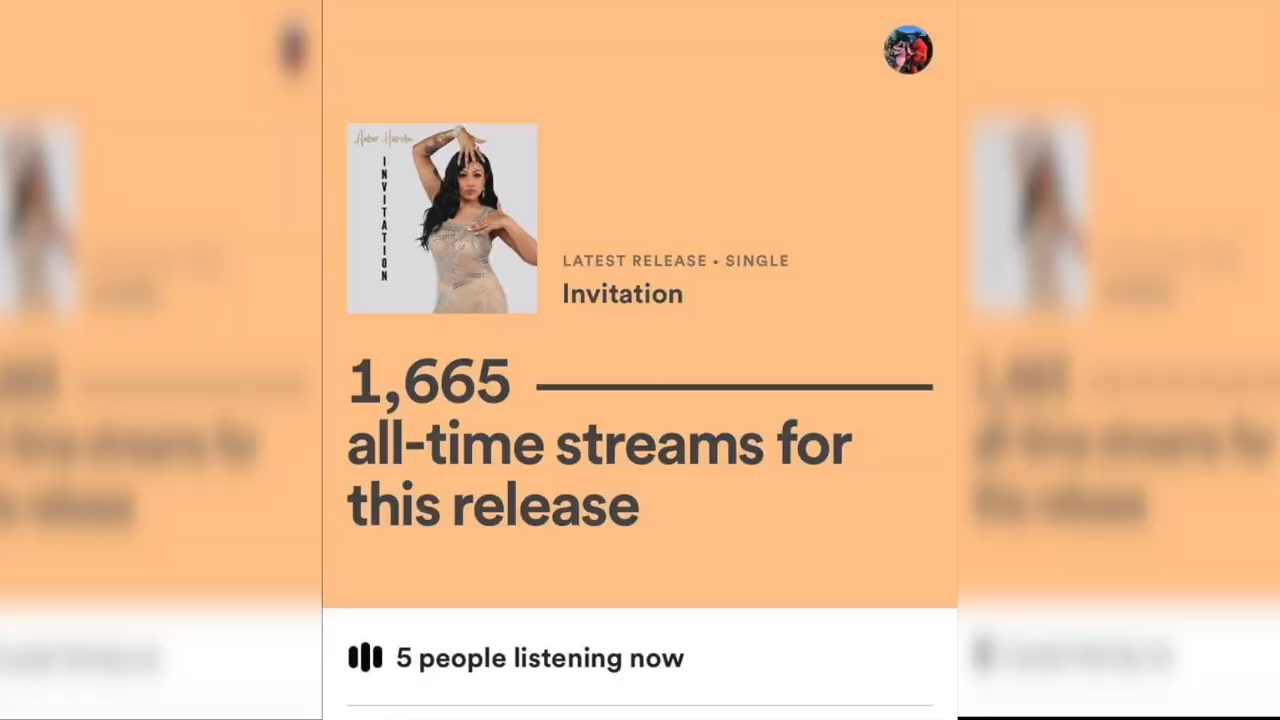 INVITATION
LATEST RELEASE • SINGLE
Invitation
1,665
all-time streams for
this release
5 people listening now